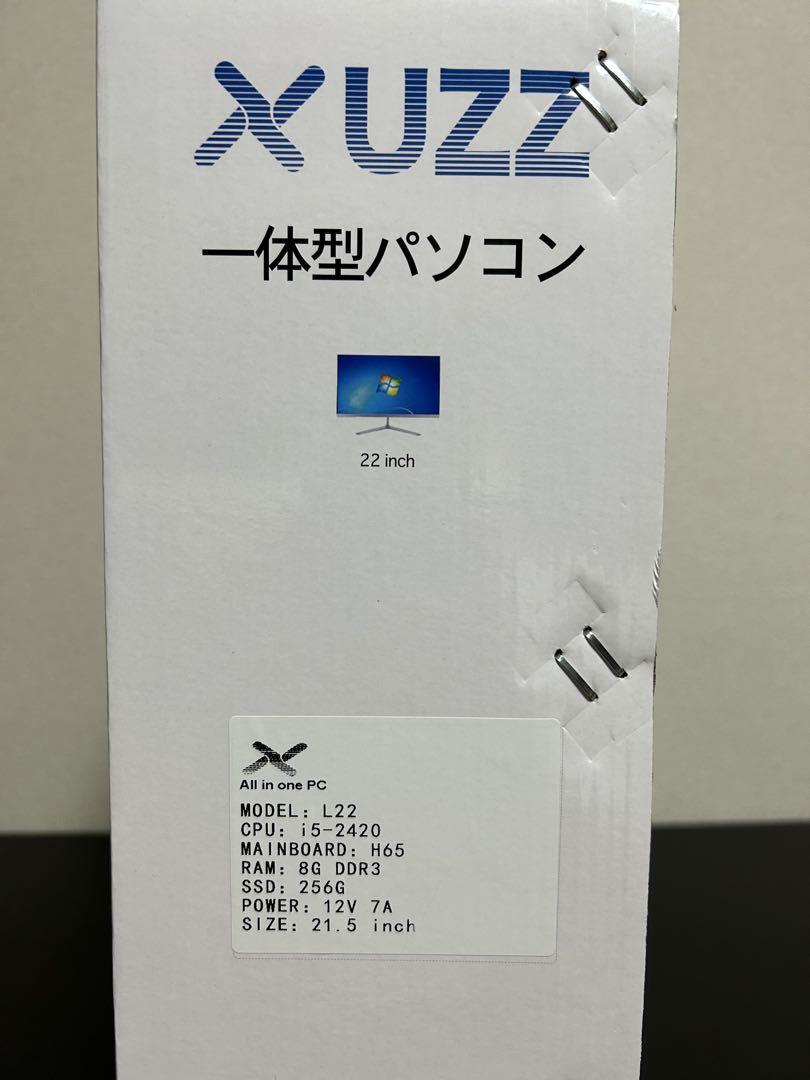 XUZZ
一体型パソコン
22 inch
All in one PC
MODEL: L22
CPU: i5-2420
MAINBOARD: H65
RAM: 8G DDR3
SSD: 256G
POWER: 12V 7A
SIZE: 21.5 inch